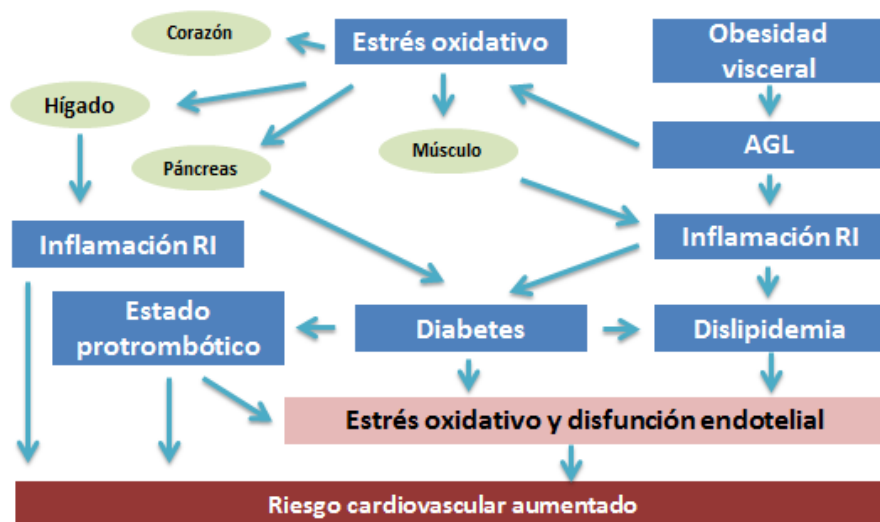 Corazón
Estrés oxidativo
Obesidad
visceral
Hígado
Páncreas
Músculo
AGL
Inflamación RI
Inflamación RI
Estado
protrombótico
Diabetes
Dislipidemia
Estrés oxidativo y disfunción endotelial
Riesgo cardiovascular aumentado